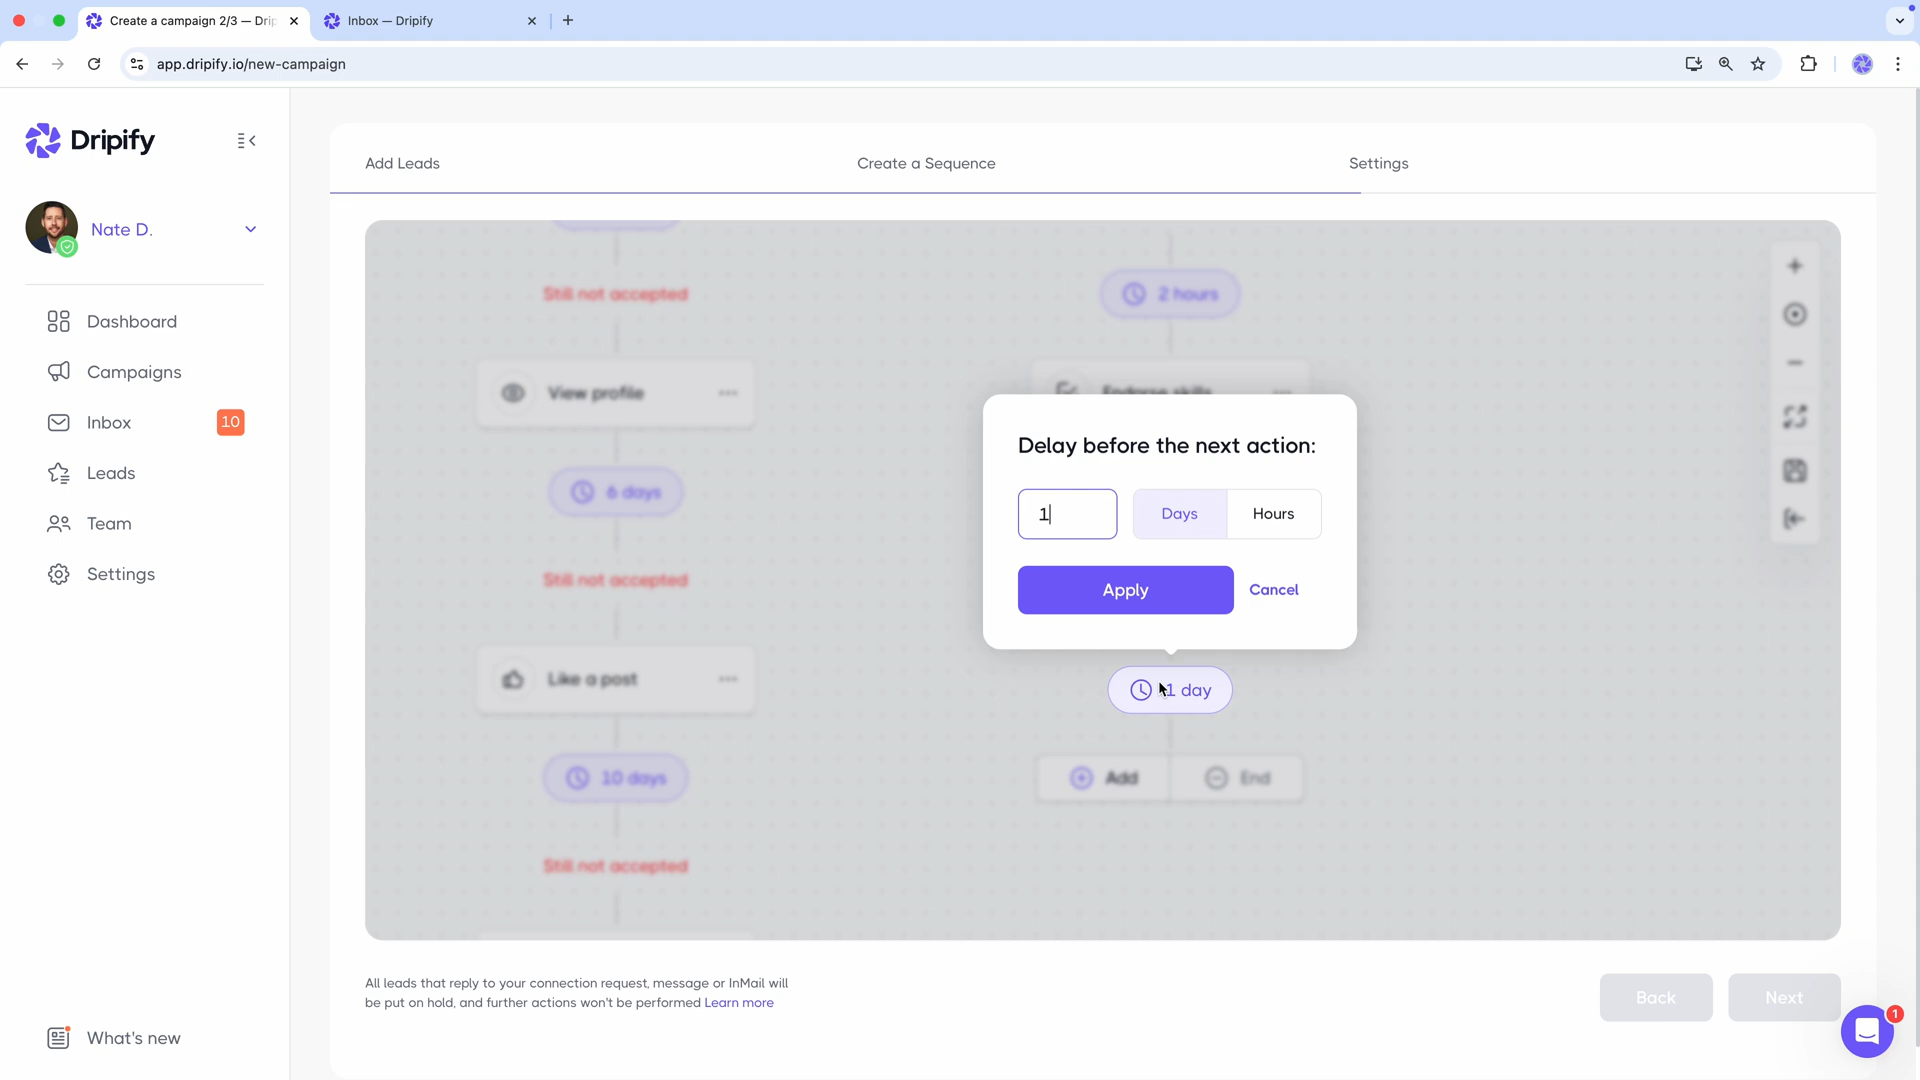 Create a campaign 2/3 — Drip
Inbox — Dripify
app.dripify.io/new-campaign
Dripify
Nate D.
Dashboard
Campaigns
Inbox
10
Leads
Team
Settings
What's new
Add Leads
Create a Sequence
Settings
Still not accepted
View profile
6 days
Still not accepted
Like a post
10 days
Still not accepted
2 hours
Endorse skills
Delay before the next action:
1
Days
Hours
Apply
Cancel
1 day
Add
End
All leads that reply to your connection request, message or InMail will
be put on hold, and further actions won't be performed Learn more
Back
Next
1